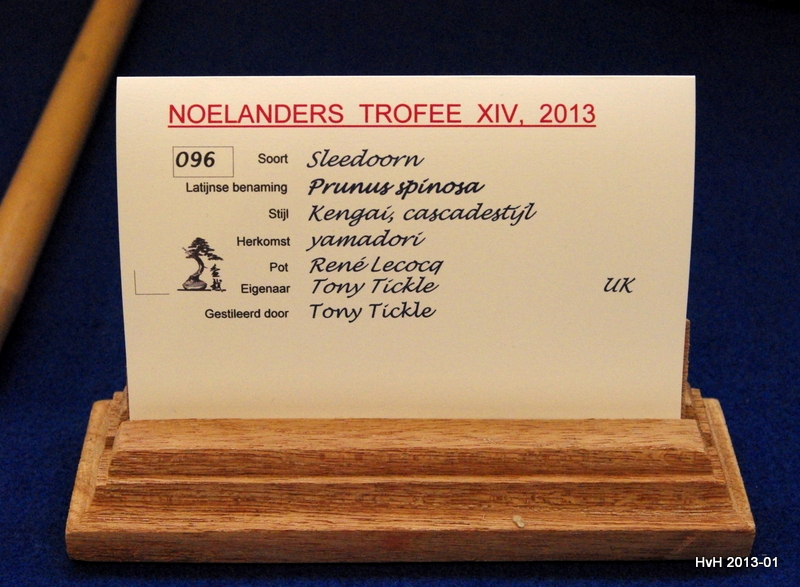 NOELANDERS TROFEE XIV, 2013
096 Soort Sleedoorn
Latijnse benaming Prunus spinosa
Stijl Kengai, cascadestijl
Herkomst yamadori
Pot René Lecocq
Eigenaar Tony Tickle UK
Gestileerd door Tony Tickle
HvH 2013-01